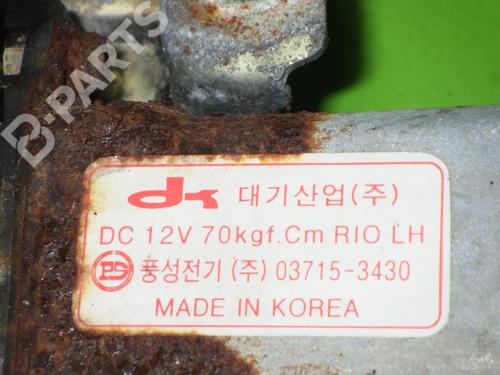 B-PARTS
dk 대기산업(주)
DC 12V 70kgf.Cm RIO LH
PS 풍성전기 (주) 03715-3430
MADE IN KOREA